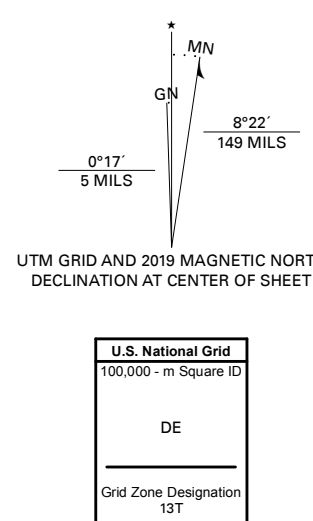 ★
MN
GN
8°22´
149 MILS
0°17´
5 MILS
UTM GRID AND 2019 MAGNETIC NORT
DECLINATION AT CENTER OF SHEET
U.S. National Grid
100,000 - m Square ID
DE
Grid Zone Designation
13T